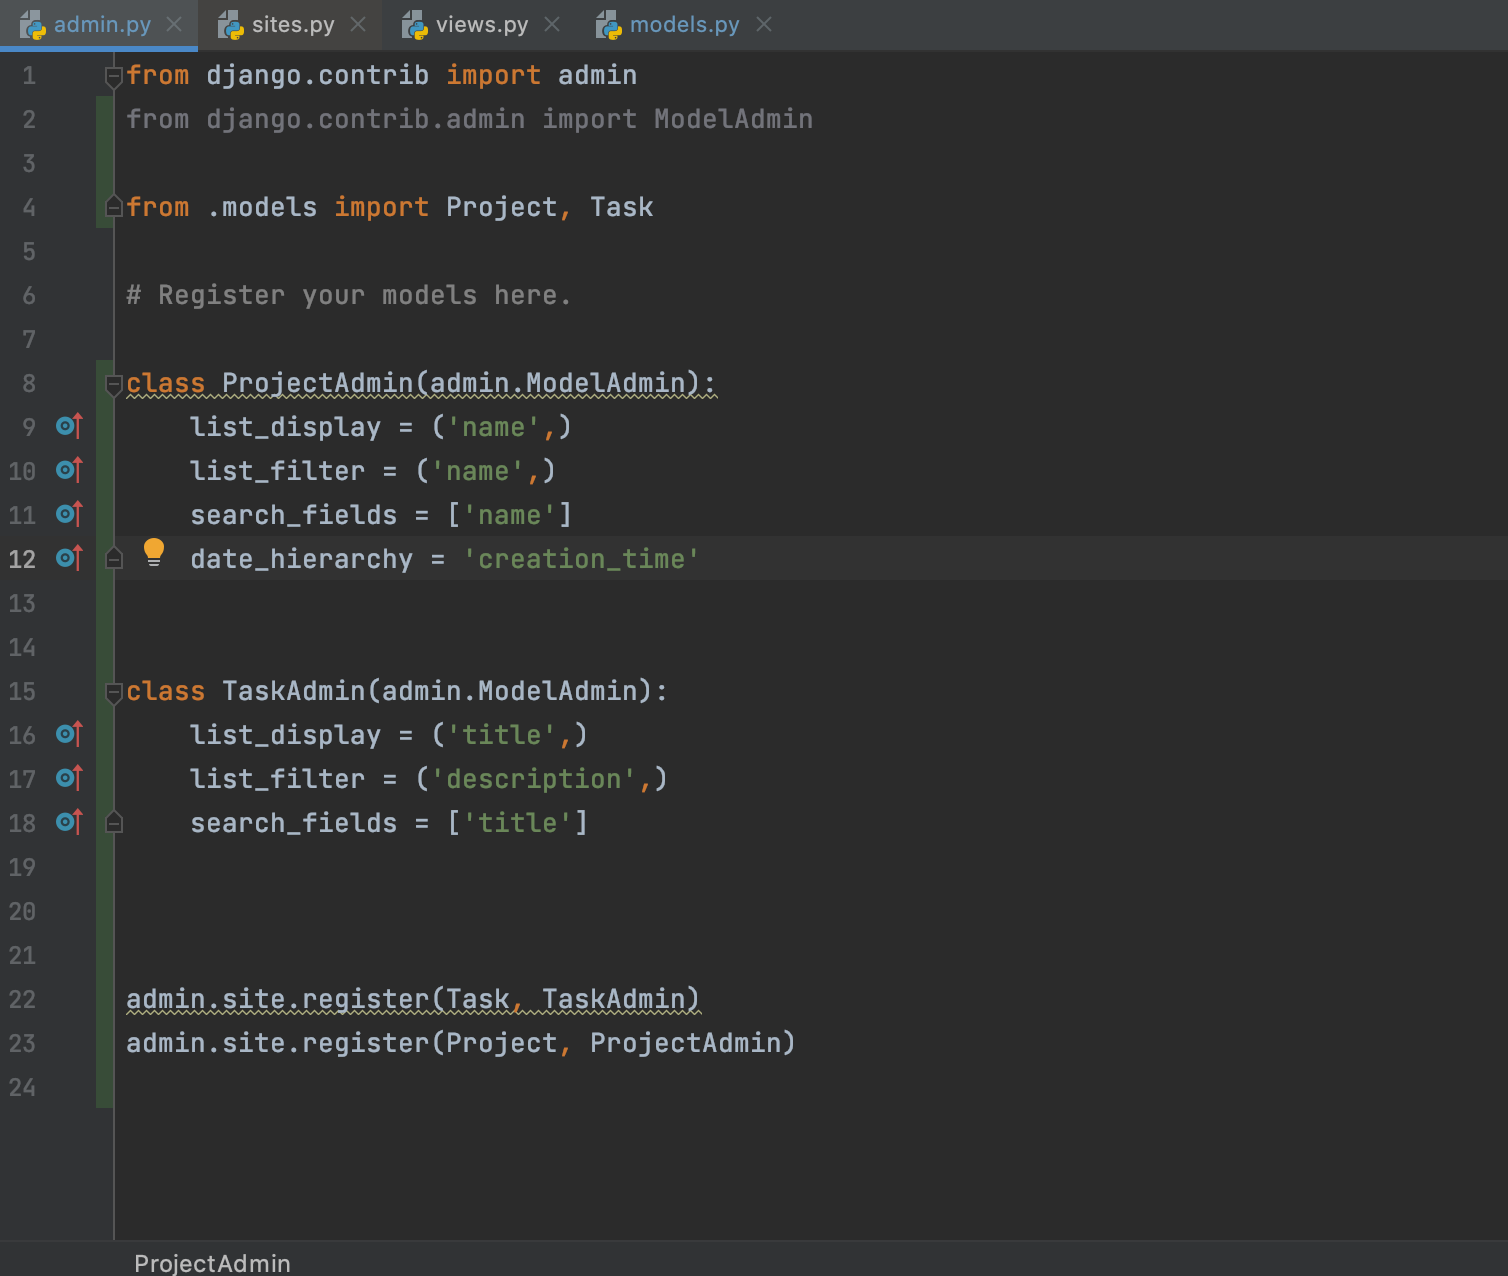 admin.py sites.py views.py models.py
1 from django.contrib import admin
2 from django.contrib.admin import ModelAdmin
3
4 from .models import Project, Task
5
6 # Register your models here.
7
8 class ProjectAdmin(admin.ModelAdmin):
9     list_display = ('name',)
10     list_filter = ('name',)
11     search_fields = ['name']
12     date_hierarchy = 'creation_time'
13
14
15 class TaskAdmin(admin.ModelAdmin):
16     list_display = ('title',)
17     list_filter = ('description',)
18     search_fields = ['title']
19
20
21
22 admin.site.register(Task, TaskAdmin)
23 admin.site.register(Project, ProjectAdmin)
24
ProjectAdmin